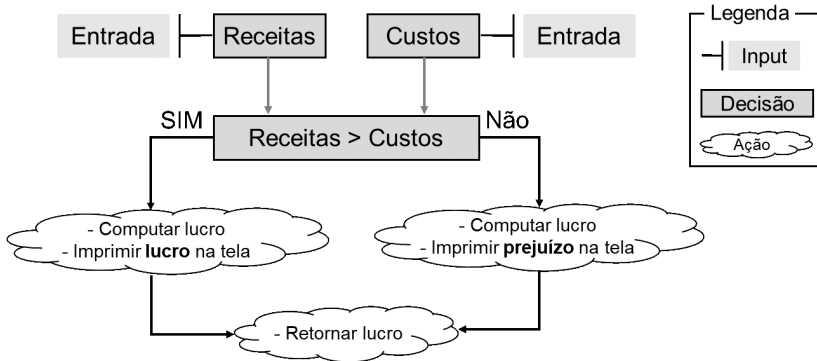 Entrada
Receitas
Custos
Entrada
Legenda
Input
Decisão
Ação
SIM
Receitas > Custos
Não
- Computar lucro
- Imprimir lucro na tela
- Computar lucro
- Imprimir prejuízo na tela
- Retornar lucro